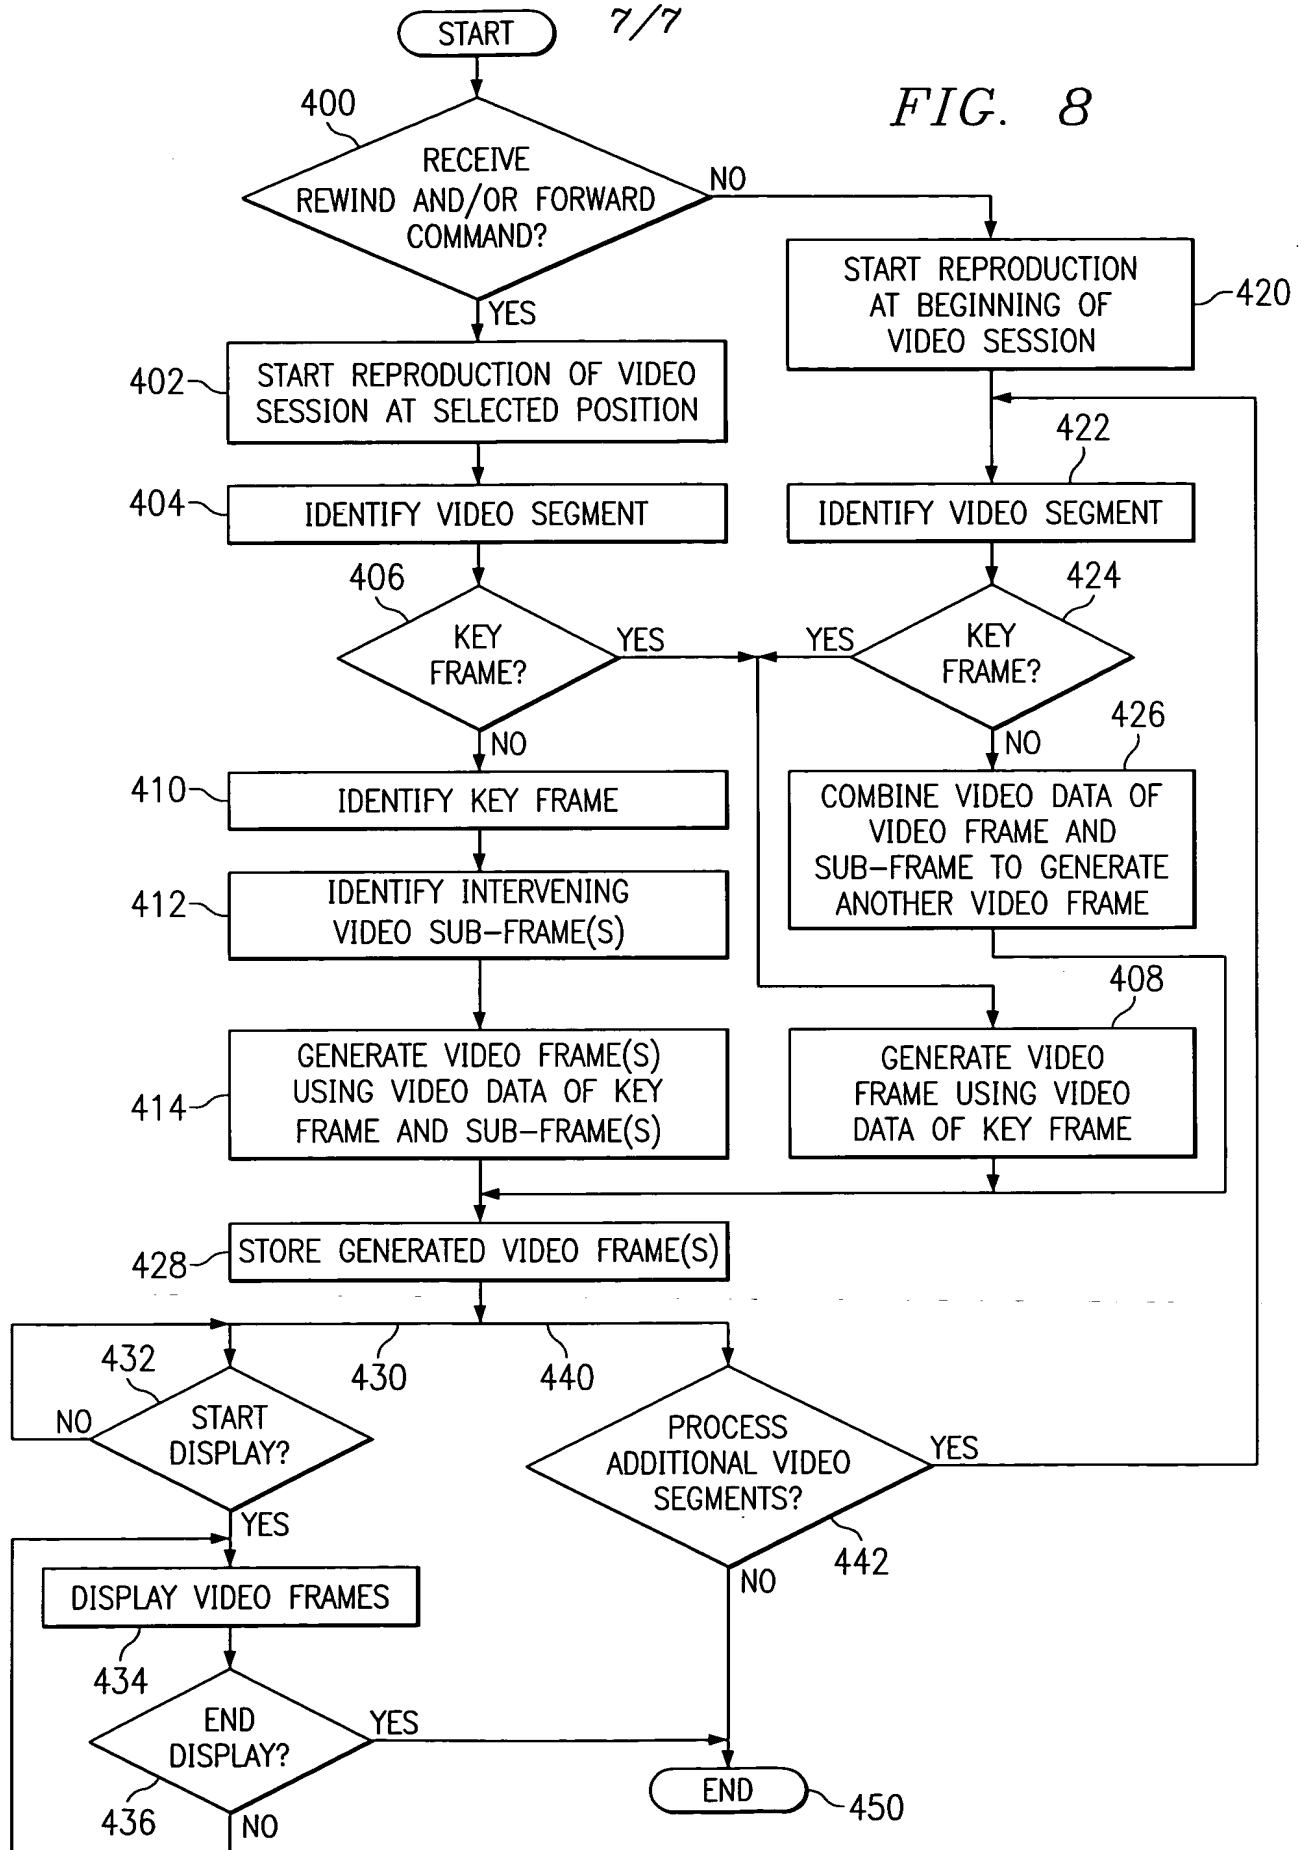 7/7
FIG. 8
START
400
RECEIVE
REWIND AND/OR FORWARD
COMMAND?
NO
YES
START REPRODUCTION
AT BEGINNING OF
VIDEO SESSION
420
402
START REPRODUCTION OF VIDEO
SESSION AT SELECTED POSITION
404
IDENTIFY VIDEO SEGMENT
422
IDENTIFY VIDEO SEGMENT
406
KEY
FRAME?
YES
NO
424
KEY
FRAME?
YES
NO
410
IDENTIFY KEY FRAME
426
COMBINE VIDEO DATA OF
VIDEO FRAME AND
SUB-FRAME TO GENERATE
ANOTHER VIDEO FRAME
412
IDENTIFY INTERVENING
VIDEO SUB-FRAME(S)
408
GENERATE VIDEO
FRAME USING VIDEO
DATA OF KEY FRAME
414
GENERATE VIDEO FRAME(S)
USING VIDEO DATA OF KEY
FRAME AND SUB-FRAME(S)
428
STORE GENERATED VIDEO FRAME(S)
430
440
432
START
DISPLAY?
NO
YES
PROCESS
ADDITIONAL VIDEO
SEGMENTS?
YES
442
NO
DISPLAY VIDEO FRAMES
434
END
DISPLAY?
YES
436
NO
END
450